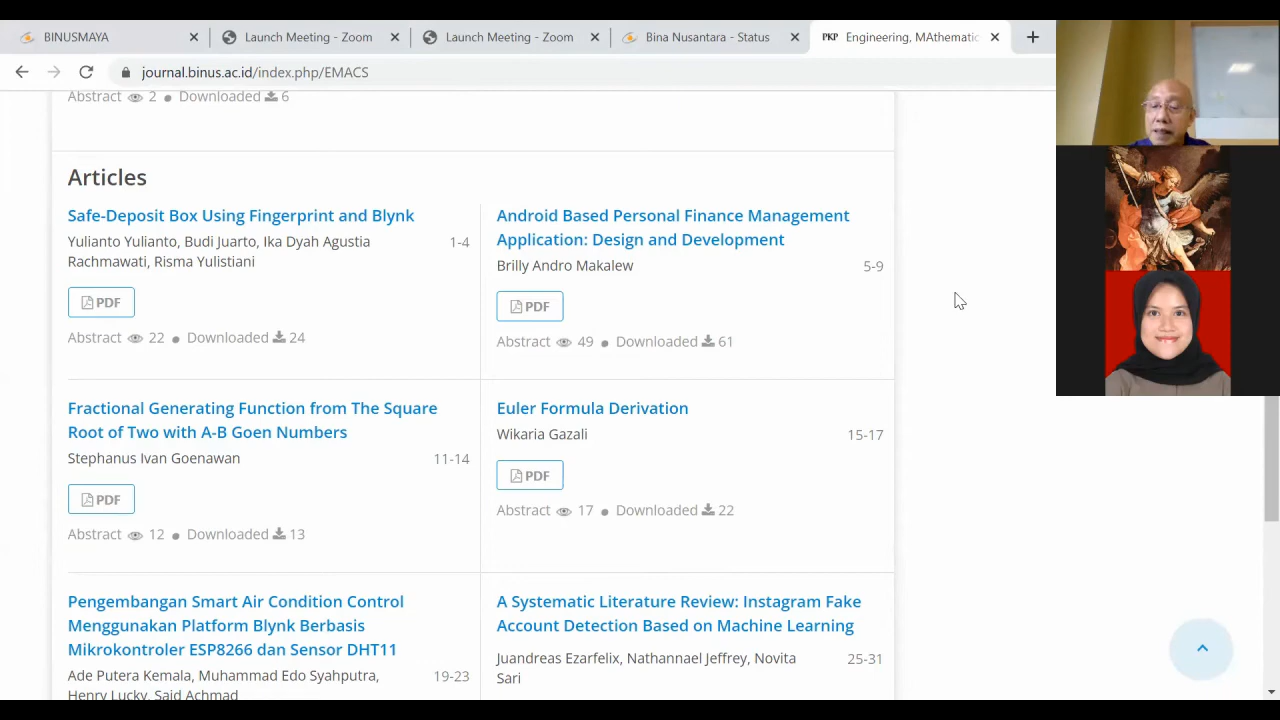 BINUSMAYA
Launch Meeting - Zoom
Launch Meeting - Zoom
Bina Nusantara - Status
PKP Engineering, MAthematic
journal.binus.ac.id/index.php/EMACS
Abstract 2 ● Downloaded 6
Articles
Safe-Deposit Box Using Fingerprint and Blynk
Yulianto Yulianto, Budi Juarto, Ika Dyah Agustia
Rachmawati, Risma Yulistiani
1-4
PDF
Abstract 22 ● Downloaded 24
Android Based Personal Finance Management
Application: Design and Development
Brilly Andro Makalew
5-9
PDF
Abstract 49 ● Downloaded 61
Fractional Generating Function from The Square
Root of Two with A-B Goen Numbers
Stephanus Ivan Goenawan
11-14
PDF
Abstract 12 ● Downloaded 13
Euler Formula Derivation
Wikaria Gazali
15-17
PDF
Abstract 17 ● Downloaded 22
Pengembangan Smart Air Condition Control
Menggunakan Platform Blynk Berbasis
Mikrokontroler ESP8266 dan Sensor DHT11
Ade Putera Kemala, Muhammad Edo Syahputra,
Henry Lucky, Said Achmad
19-23
A Systematic Literature Review: Instagram Fake
Account Detection Based on Machine Learning
Juandreas Ezarfelix, Nathannael Jeffrey, Novita
Sari
25-31